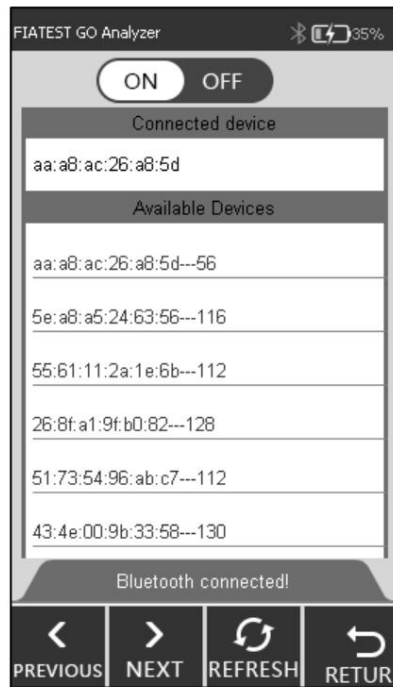 FIATEST GO Analyzer 35%
ON OFF
Connected device
aa:a8:ac:26:a8:5d
Available Devices
aa:a8:ac:26:a8:5d---56
5e:a8:a5:24:63:56---116
55:61:11:2a:1e:6b---112
26:8f:a1:9f:b0:82---128
51:73:54:96:ab:c7---112
43:4e:00:9b:33:58---130
Bluetooth connected!
PREVIOUS NEXT REFRESH RETUR